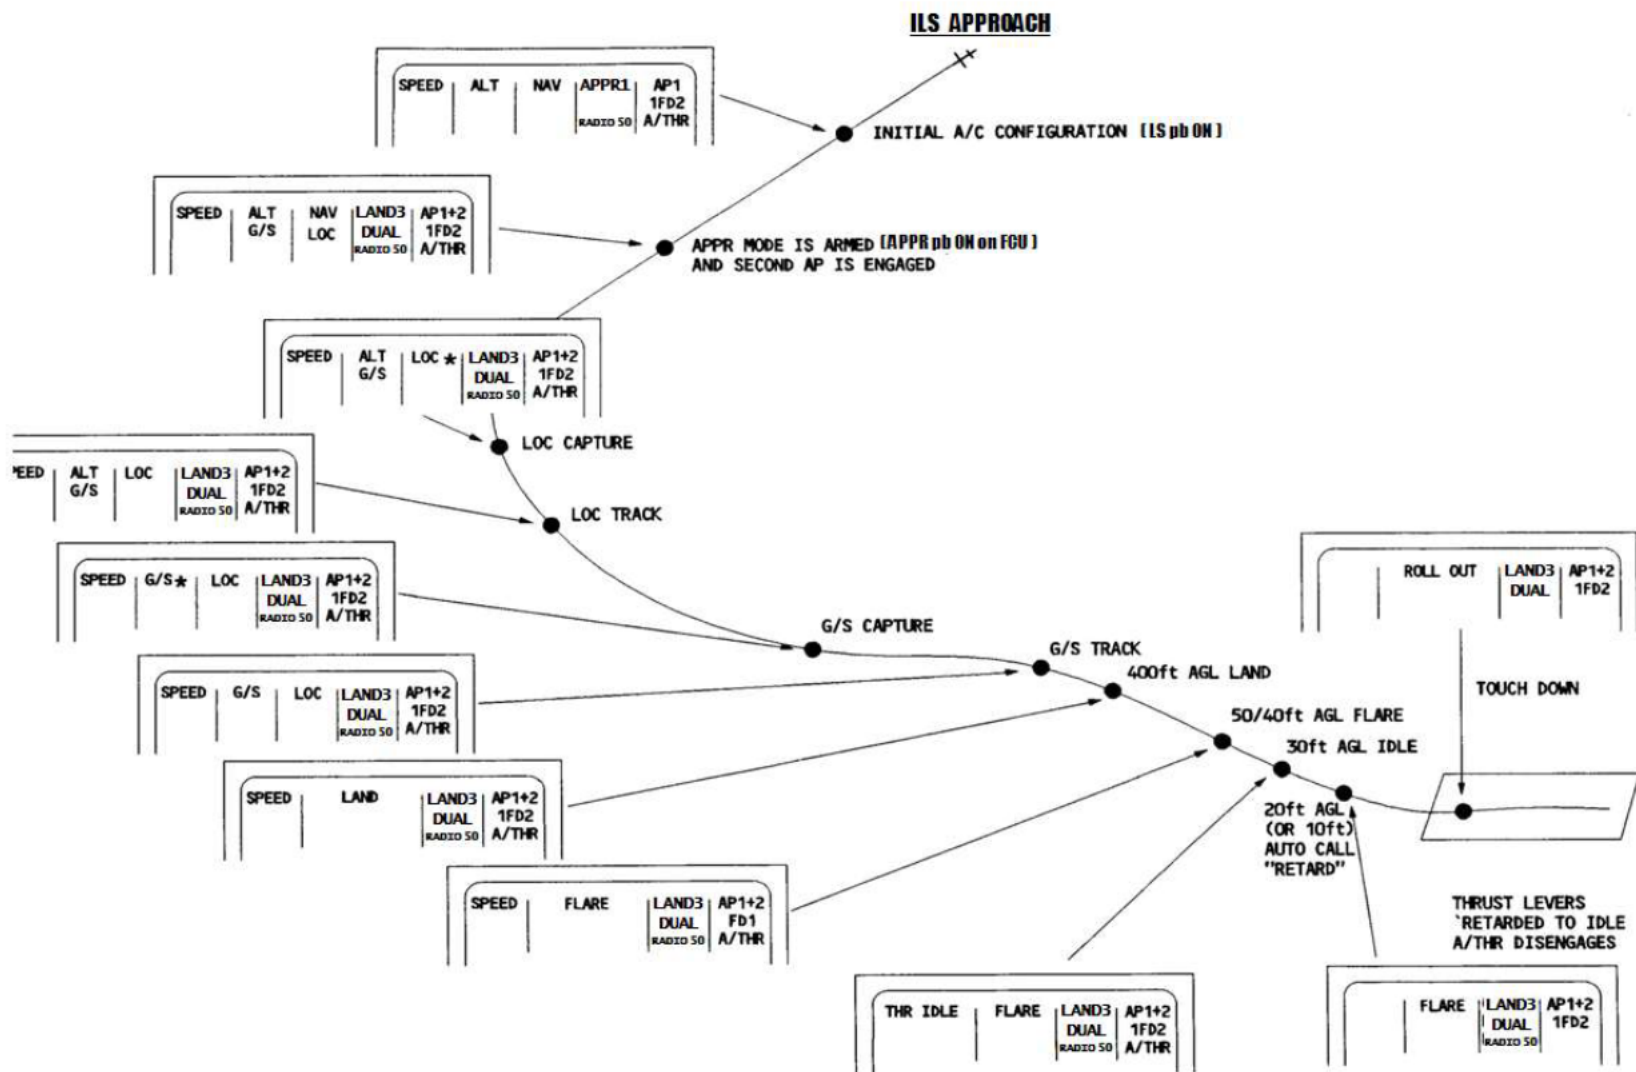 ILS APPROACH
SPEED ALT NAV APPR1 AP1
1FD2
RADIO 50 A/THR
INITIAL A/C CONFIGURATION (LS pb ON)
SPEED ALT NAV LAND3 AP1+2
G/S LOC DUAL 1FD2
RADIO 50 A/THR
APPR MODE IS ARMED (APPR pb ON on FCU)
AND SECOND AP IS ENGAGED
SPEED ALT LOC * LAND3 AP1+2
G/S DUAL 1FD2
RADIO 50 A/THR
LOC CAPTURE
PEED ALT LOC LAND3 AP1+2
G/S DUAL 1FD2
RADIO 50 A/THR
LOC TRACK
SPEED G/S* LOC LAND3 AP1+2
DUAL 1FD2
RADIO 50 A/THR
G/S CAPTURE
SPEED G/S LOC LAND3 AP1+2
DUAL 1FD2
RADIO 50 A/THR
G/S TRACK
SPEED LAND LAND3 AP1+2
DUAL 1FD2
RADIO 50 A/THR
400ft AGL LAND
SPEED FLARE LAND3 AP1+2
DUAL FD1
RADIO 50 A/THR
50/40ft AGL FLARE
30ft AGL IDLE
THR IDLE FLARE LAND3 AP1+2
DUAL 1FD2
RADIO 50 A/THR
20ft AGL
(OR 10ft)
AUTO CALL
"RETARD"
THRUST LEVERS
`RETARDED TO IDLE
A/THR DISENGAGES
FLARE LAND3 AP1+2
DUAL 1FD2
RADIO 50
ROLL OUT LAND3 AP1+2
DUAL 1FD2
TOUCH DOWN